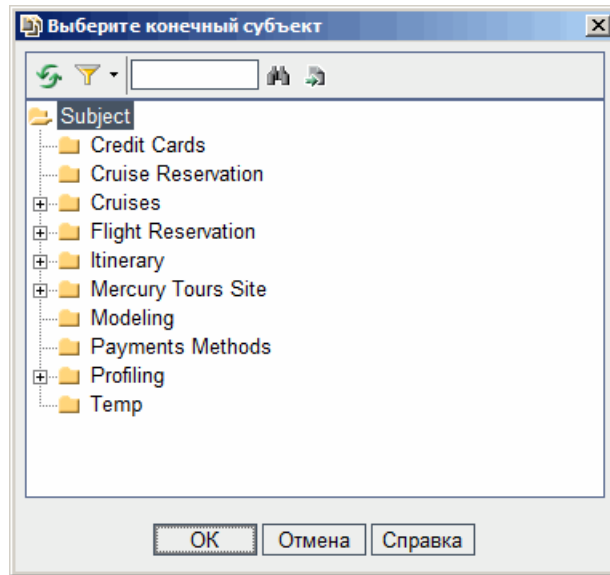 Выберите конечный субъект
Subject
Credit Cards
Cruise Reservation
Cruises
Flight Reservation
Itinerary
Mercury Tours Site
Modeling
Payments Methods
Profiling
Temp
ОК Отмена Справка